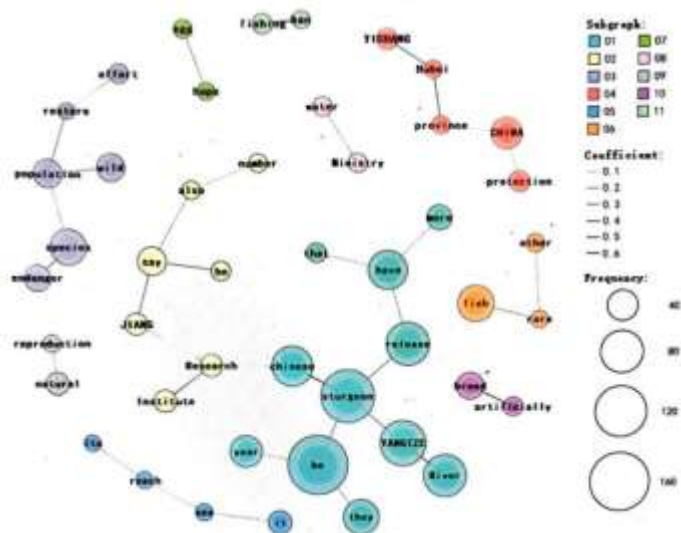 fishing
ban
egg
hope
YICHANG
Hubei
province
CHINA
protection
effort
restore
population
wild
species
endanger
water
Ministry
number
also
say
he
JIANG
Research
Institute
more
that
have
release
chinese
sturgeon
YANGTZE
River
year
be
they
other
fish
rare
breed
artificially
reproduction
natural
its
reach
it
Subgraph:
01 07
02 08
03 09
04 10
05 11
06
Coefficient:
0.1
0.2
0.3
0.4
0.5
0.6
Frequency:
40
80
120
160